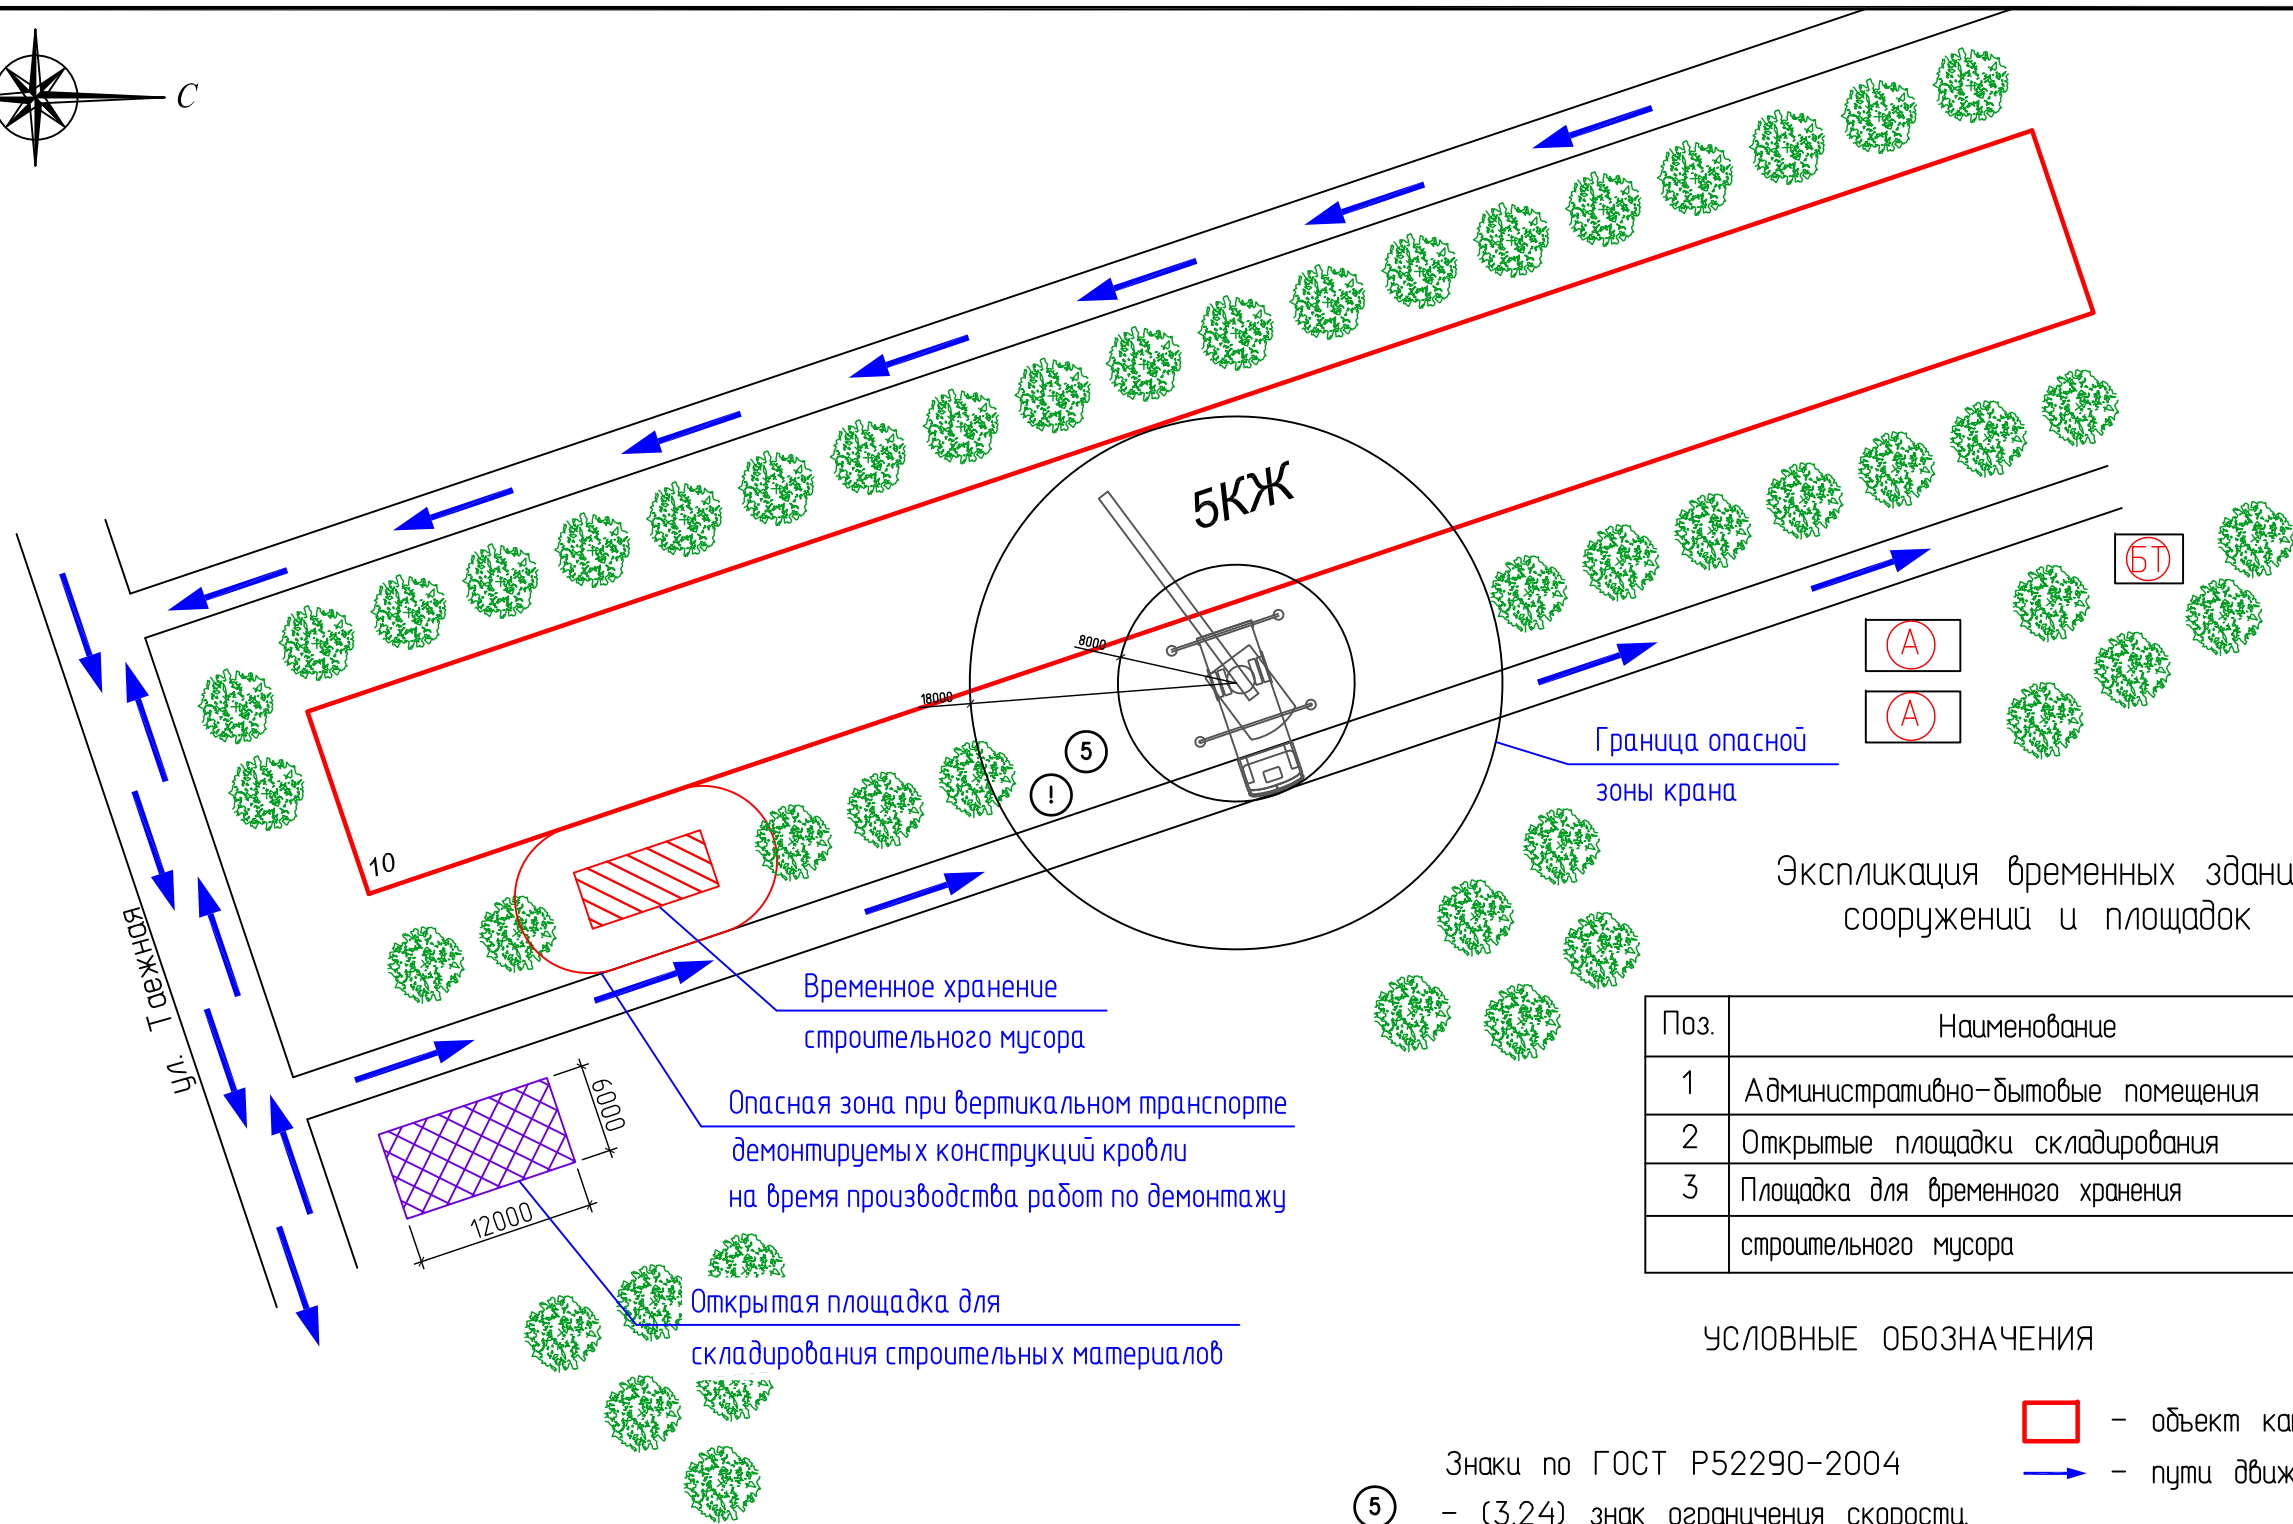 С
5КЖ
8000
18000
5
!
10
БТ
А
А
Граница опасной
зоны крана
ул. Таежная
Временное хранение
строительного мусора
Опасная зона при вертикальном транспорте
демонтируемых конструкций кровли
на время производства работ по демонтажу
6000
12000
Открытая площадка для
складирования строительных материалов
Экспликация временных здани
сооружений и площадок
Поз. Наименование
1 Административно-бытовые помещения
2 Открытые площадки складирования
3 Площадка для временного хранения
строительного мусора
УСЛОВНЫЕ ОБОЗНАЧЕНИЯ
- объект
- пути движ
Знаки по ГОСТ Р52290-2004
5 - (3.24) знак ограничения скорости.